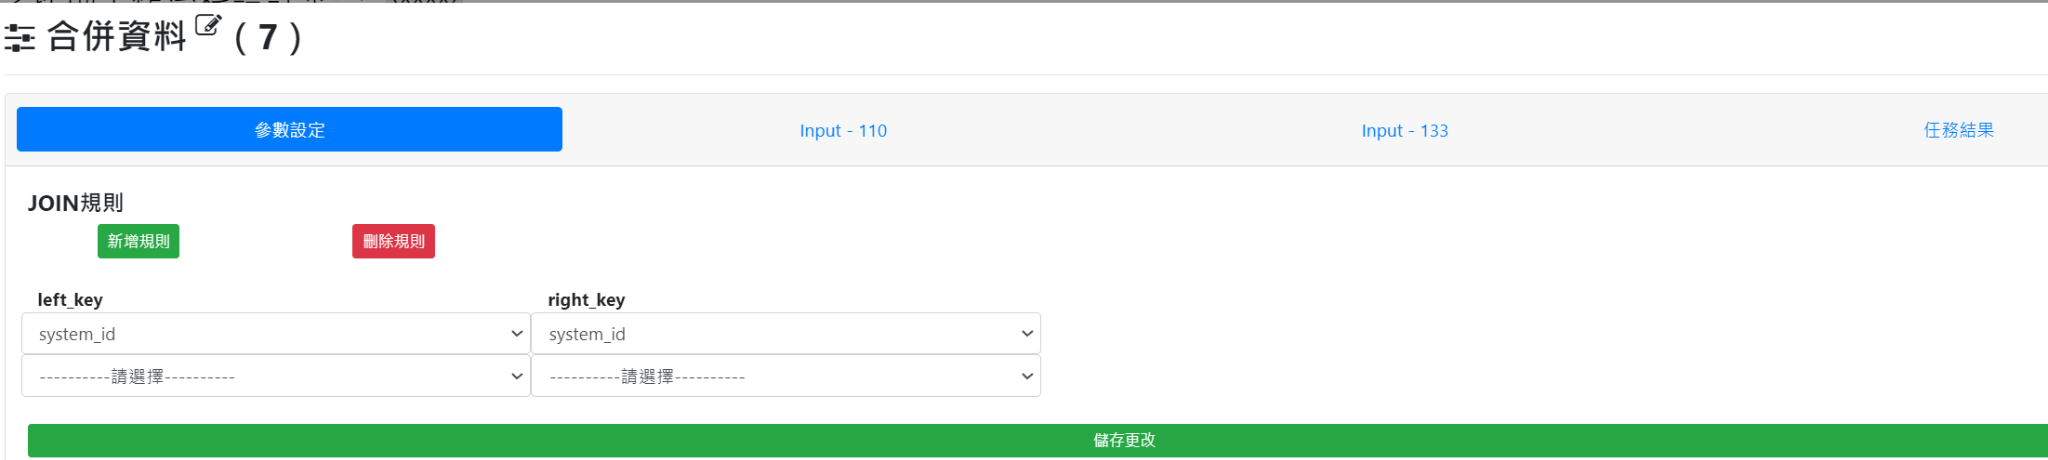 合併資料 ( 7 )
參數設定 Input - 110 Input - 133 任務結果
JOIN規則
新增規則 刪除規則
left_key right_key
system_id system_id
----------請選擇---------- ----------請選擇----------
儲存更改